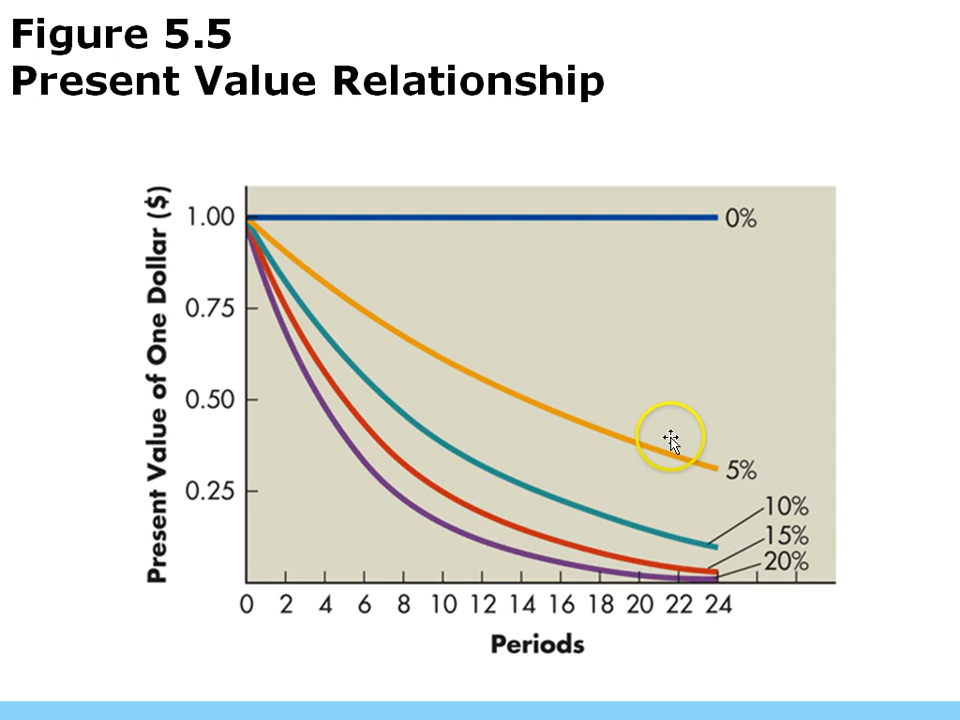 Figure 5.5
Present Value Relationship
Present Value of One Dollar ($)
1.00
0.75
0.50
0.25
0%
5%
10%
15%
20%
0 2 4 6 8 10 12 14 16 18 20 22 24
Periods